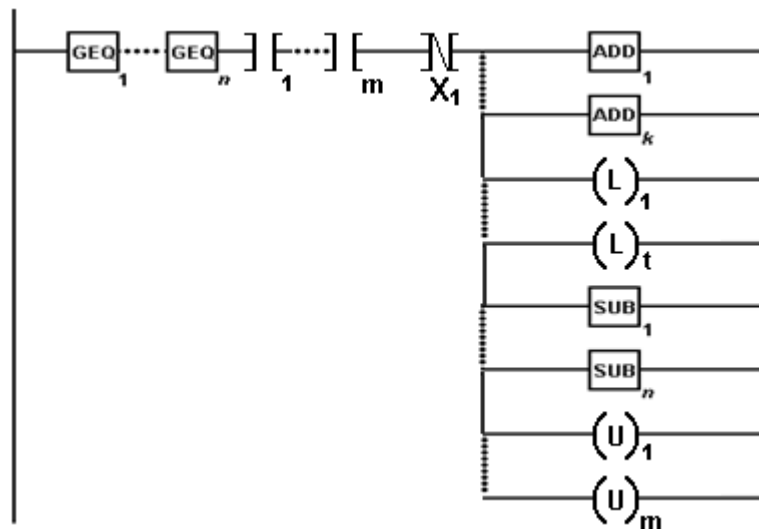 GEQ 1 GEQ n ] [ 1 ] [ m ]\[ X1 ADD 1
ADD k
(L) 1
(L) t
SUB 1
SUB n
(U) 1
(U) m